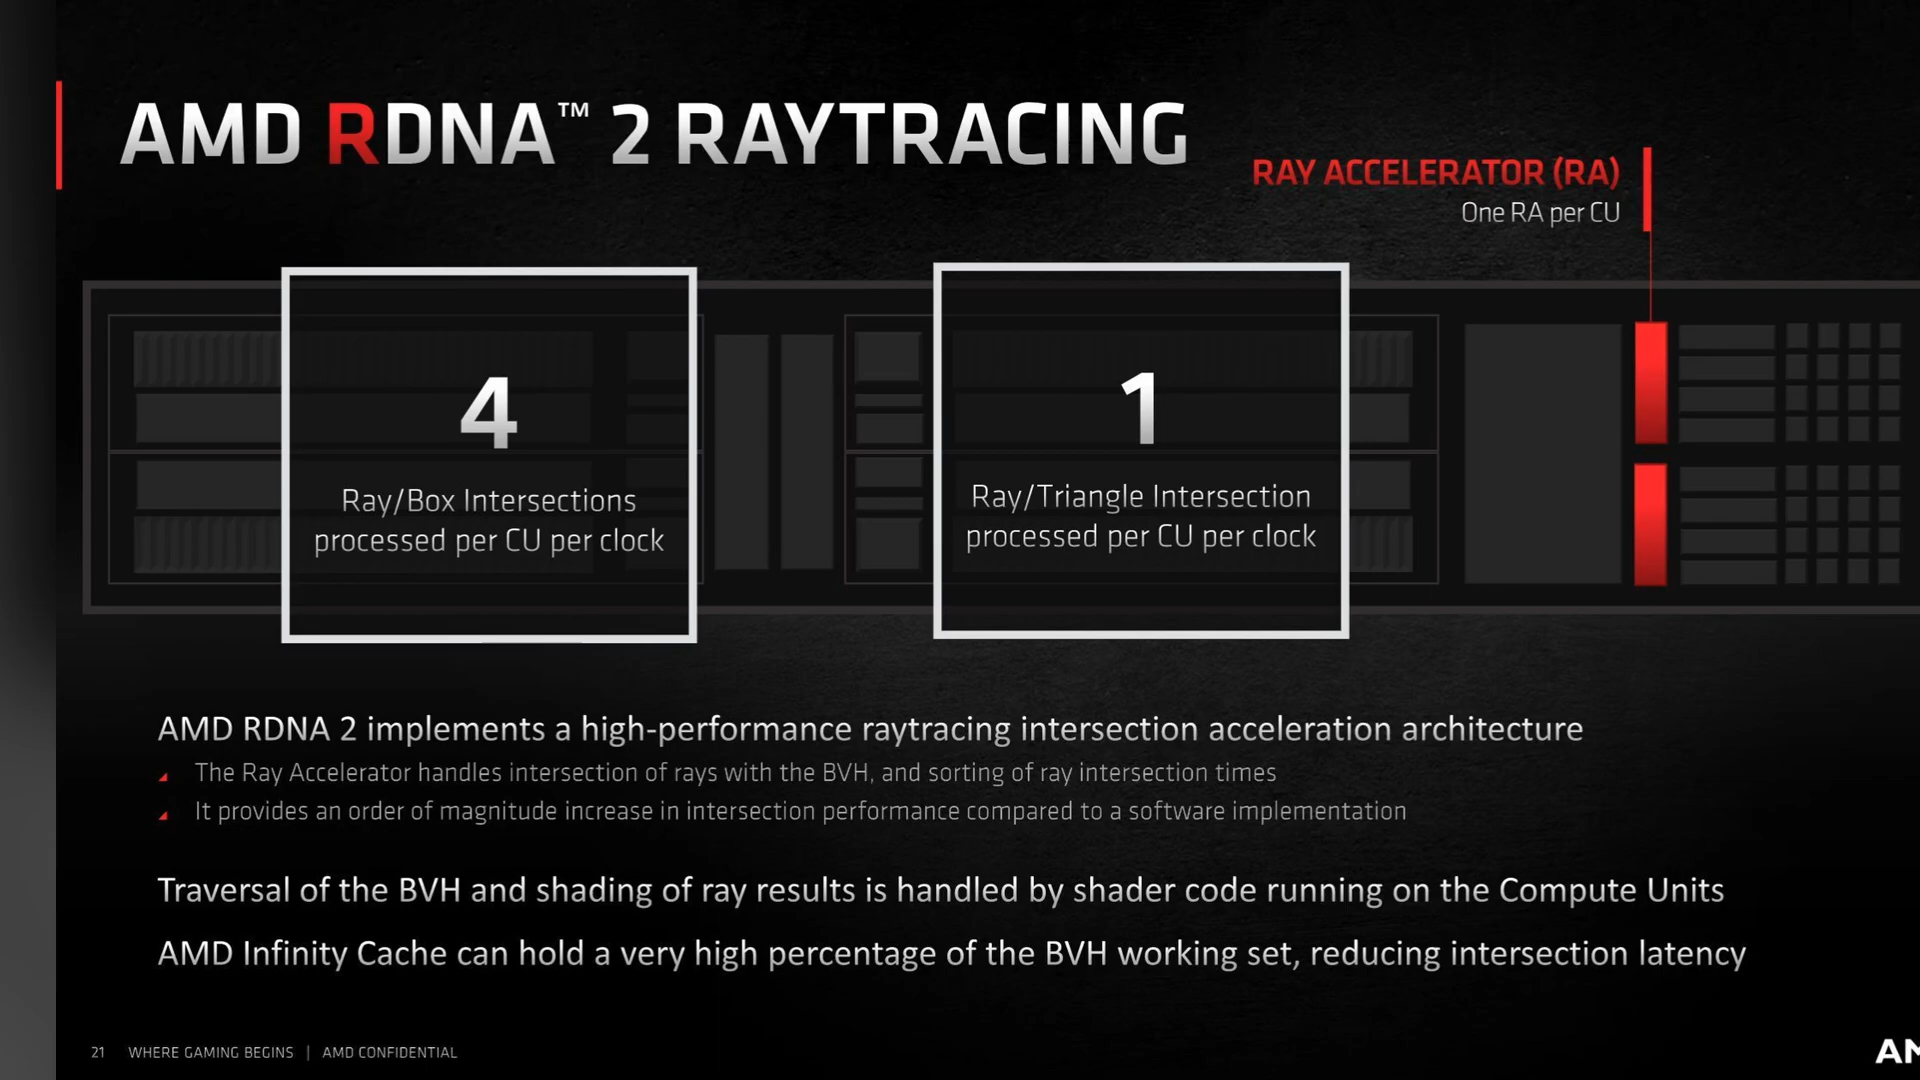 AMD RDNA™ 2 RAYTRACING
RAY ACCELERATOR (RA)
One RA per CU
4
Ray/Box Intersections
processed per CU per clock
1
Ray/Triangle Intersection
processed per CU per clock
AMD RDNA 2 implements a high-performance raytracing intersection acceleration architecture
The Ray Accelerator handles intersection of rays with the BVH, and sorting of ray intersection times
It provides an order of magnitude increase in intersection performance compared to a software implementation
Traversal of the BVH and shading of ray results is handled by shader code running on the Compute Units
AMD Infinity Cache can hold a very high percentage of the BVH working set, reducing intersection latency
21 WHERE GAMING BEGINS | AMD CONFIDENTIAL